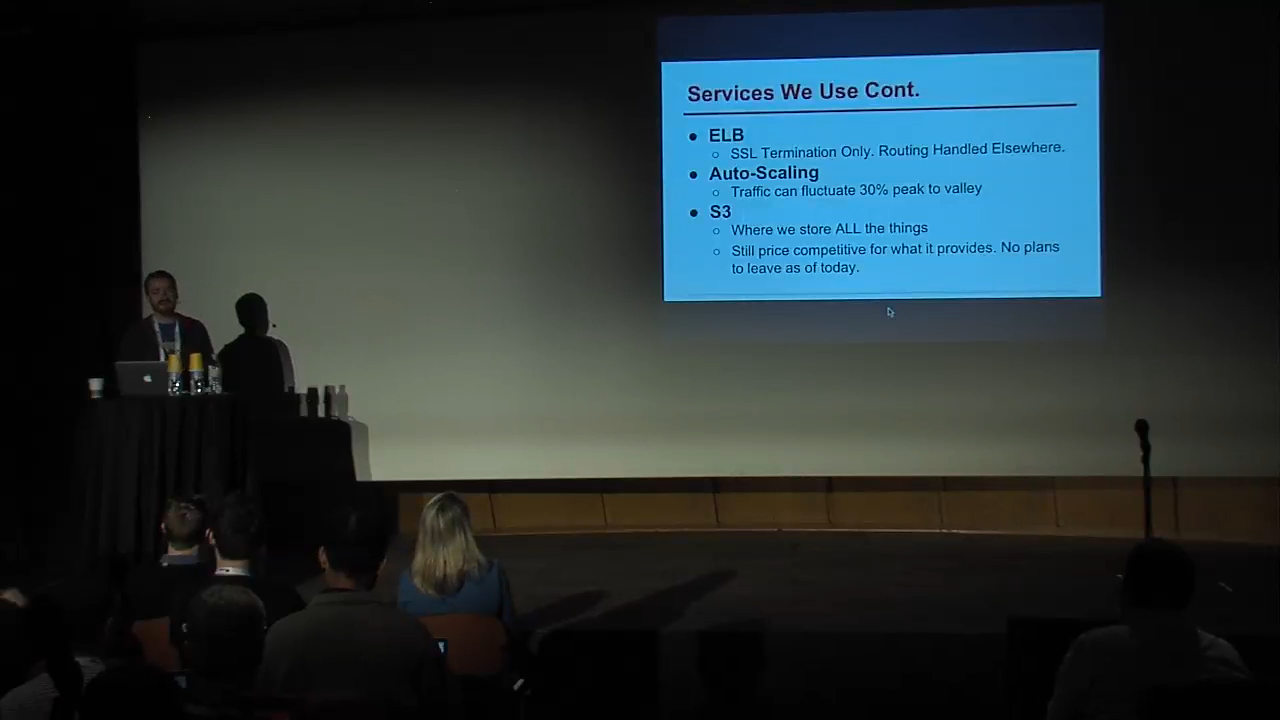 Services We Use Cont.
● ELB
○ SSL Termination Only. Routing Handled Elsewhere.
● Auto-Scaling
○ Traffic can fluctuate 30% peak to valley
● S3
○ Where we store ALL the things
○ Still price competitive for what it provides. No plans
to leave as of today.